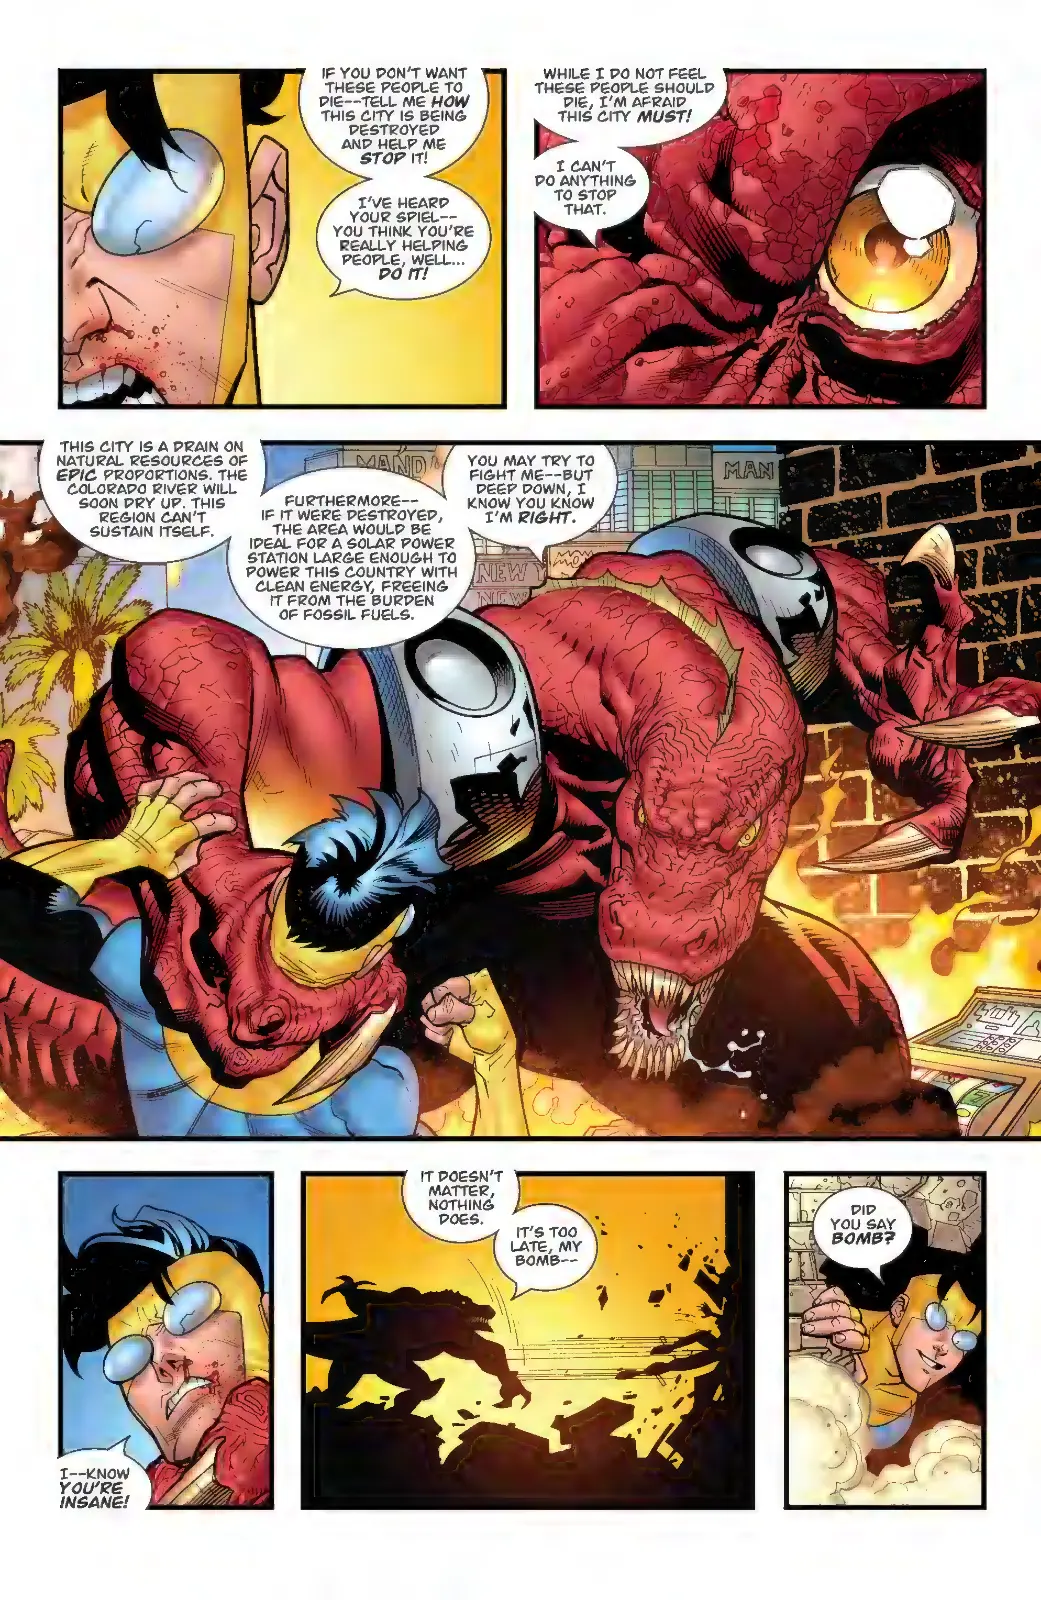 IF YOU DON'T WANT
THESE PEOPLE TO
DIE--TELL ME HOW
THIS CITY IS BEING
DESTROYED
AND HELP ME
STOP IT!
I'VE HEARD
YOUR SPIEL--
YOU THINK YOU'RE
REALLY HELPING
PEOPLE, WELL...
DO IT!
WHILE I DO NOT FEEL
THESE PEOPLE SHOULD
DIE, I'M AFRAID
THIS CITY MUST!
I CAN'T
DO ANYTHING
TO STOP
THAT.
THIS CITY IS A DRAIN ON
NATURAL RESOURCES OF
EPIC PROPORTIONS. THE
COLORADO RIVER WILL
SOON DRY UP. THIS
REGION CAN'T
SUSTAIN ITSELF.
FURTHERMORE--
IF IT WERE DESTROYED,
THE AREA WOULD BE
IDEAL FOR A SOLAR POWER
STATION LARGE ENOUGH TO
POWER THIS COUNTRY WITH
CLEAN ENERGY, FREEING
IT FROM THE BURDEN
OF FOSSIL FUELS.
YOU MAY TRY TO
FIGHT ME--BUT
DEEP DOWN, I
KNOW YOU KNOW
I'M RIGHT.
MAND
MAN
NEW
NEW
I--KNOW
YOU'RE
INSANE!
IT DOESN'T
MATTER,
NOTHING
DOES.
IT'S TOO
LATE, MY
BOMB--
DID
YOU SAY
BOMB?